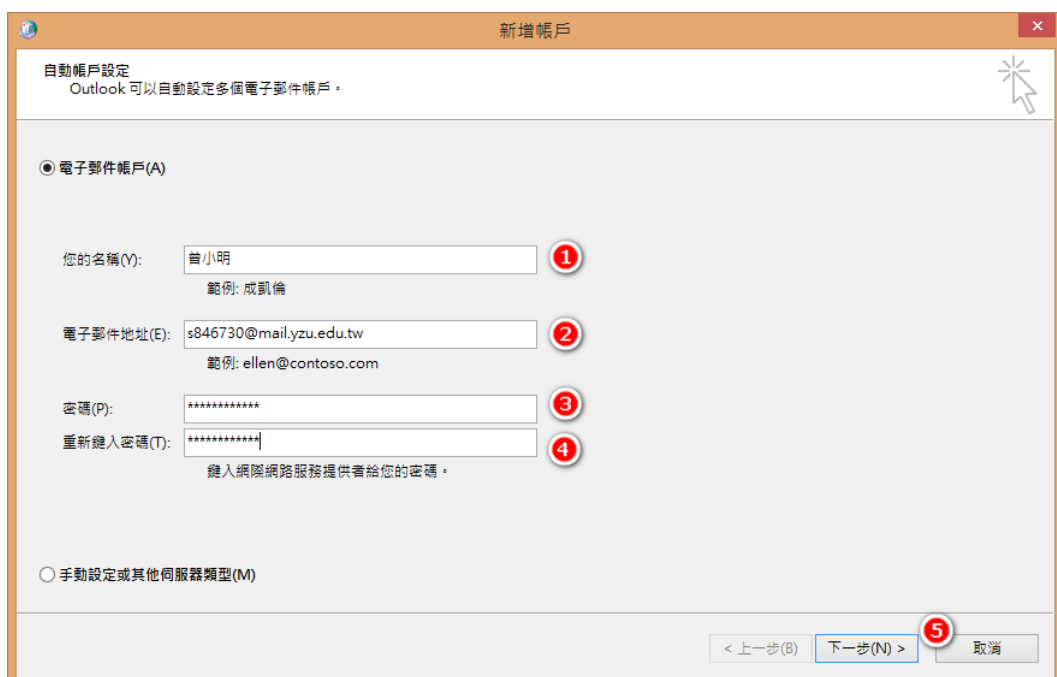 新增帳戶
自動帳戶設定
Outlook 可以自動設定多個電子郵件帳戶。
電子郵件帳戶(A)
您的名稱(Y): 曾小明 1
範例: 成凱倫
電子郵件地址(E): s846730@mail.yzu.edu.tw 2
範例: ellen@contoso.com
密碼(P): ************ 3
重新鍵入密碼(T): ************ 4
鍵入網際網路服務提供者給您的密碼。
手動設定或其他伺服器類型(M)
< 上一步(B) 下一步(N) > 5 取消